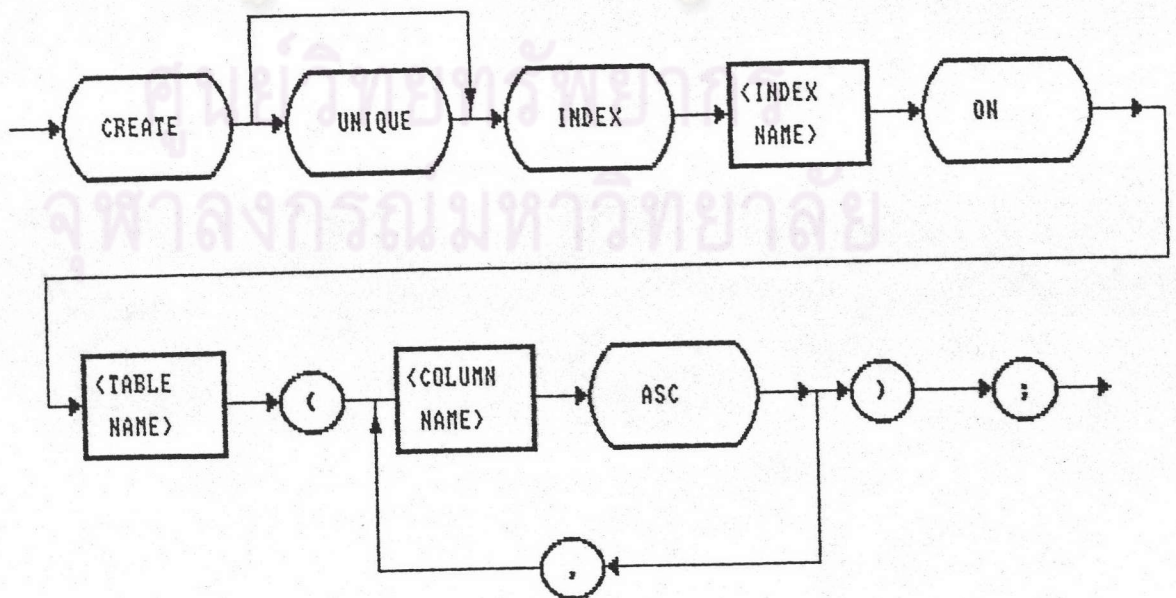 ศูนย์วิทยทรัพยากร
จุฬาลงกรณ์มหาวิทยาลัย
CREATE
UNIQUE
INDEX
<INDEX
NAME>
ON
<TABLE
NAME>
(
<COLUMN
NAME>
ASC
)
;
,